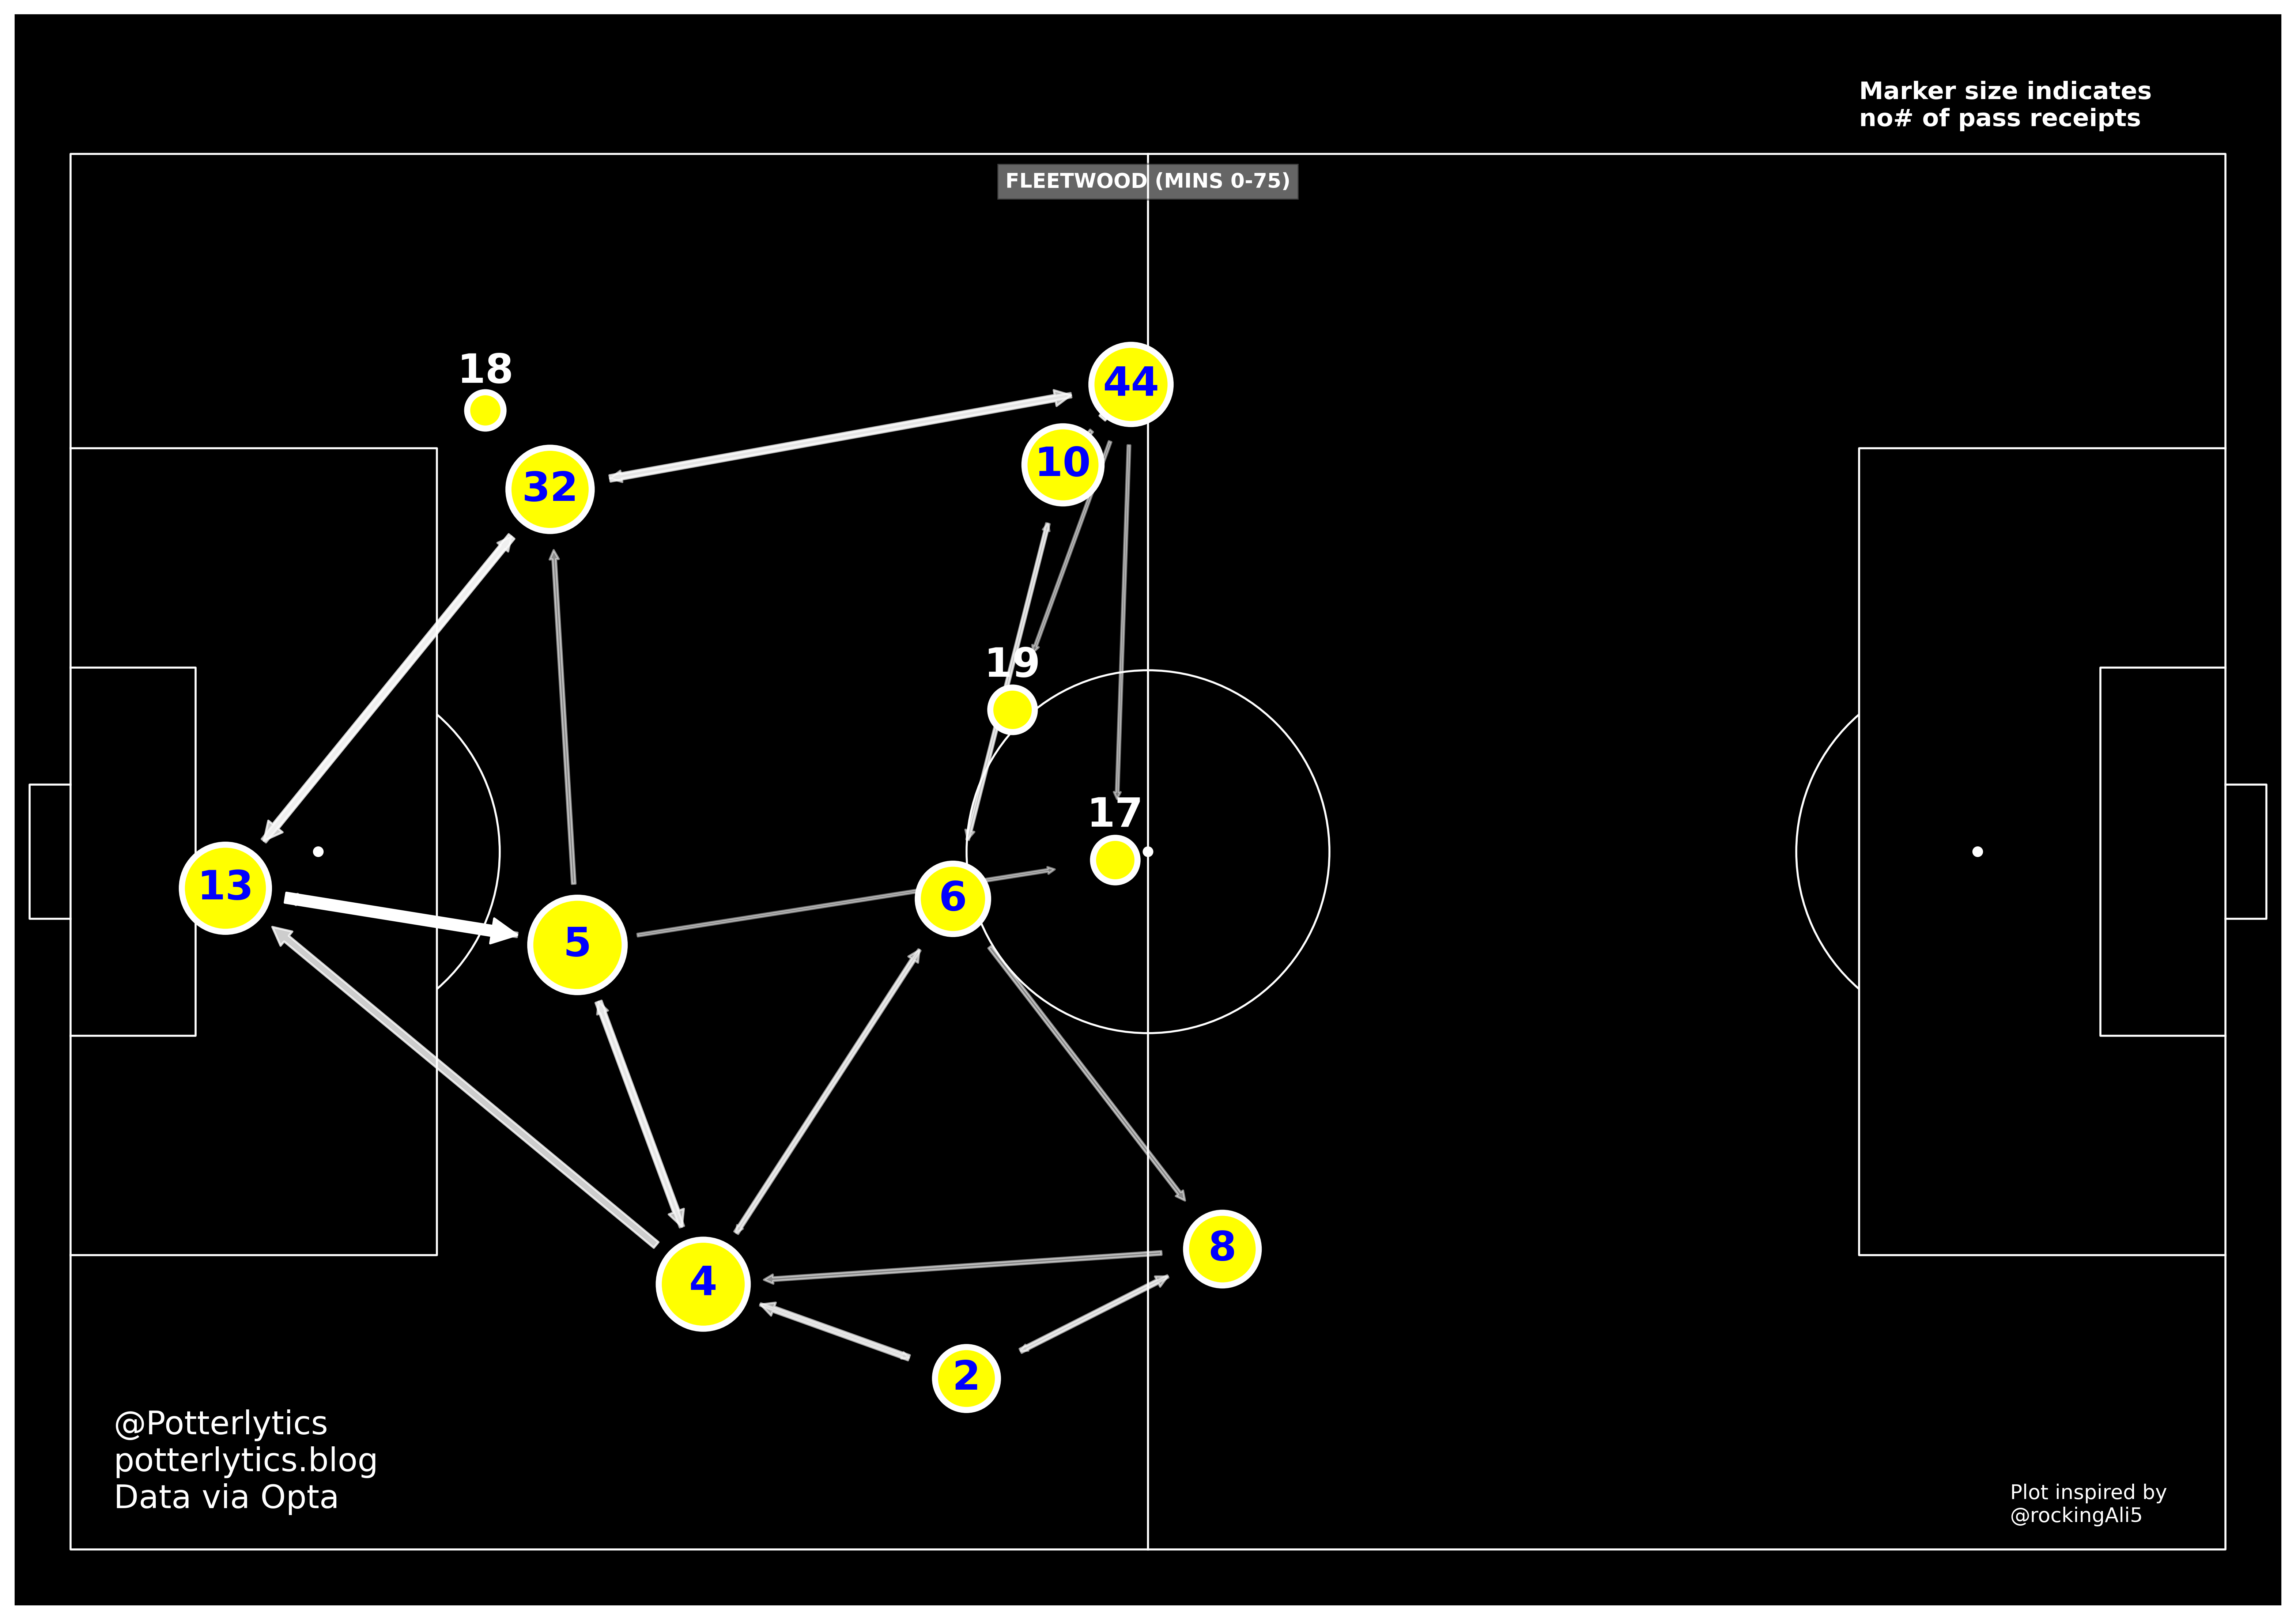 Marker size indicates
no# of pass receipts
FLEETWOOD (MINS 0-75)
18
44
10
32
19
17
13
6
5
8
4
2
@Potterlytics
potterlytics.blog
Data via Opta
Plot inspired by
@rockingAli5